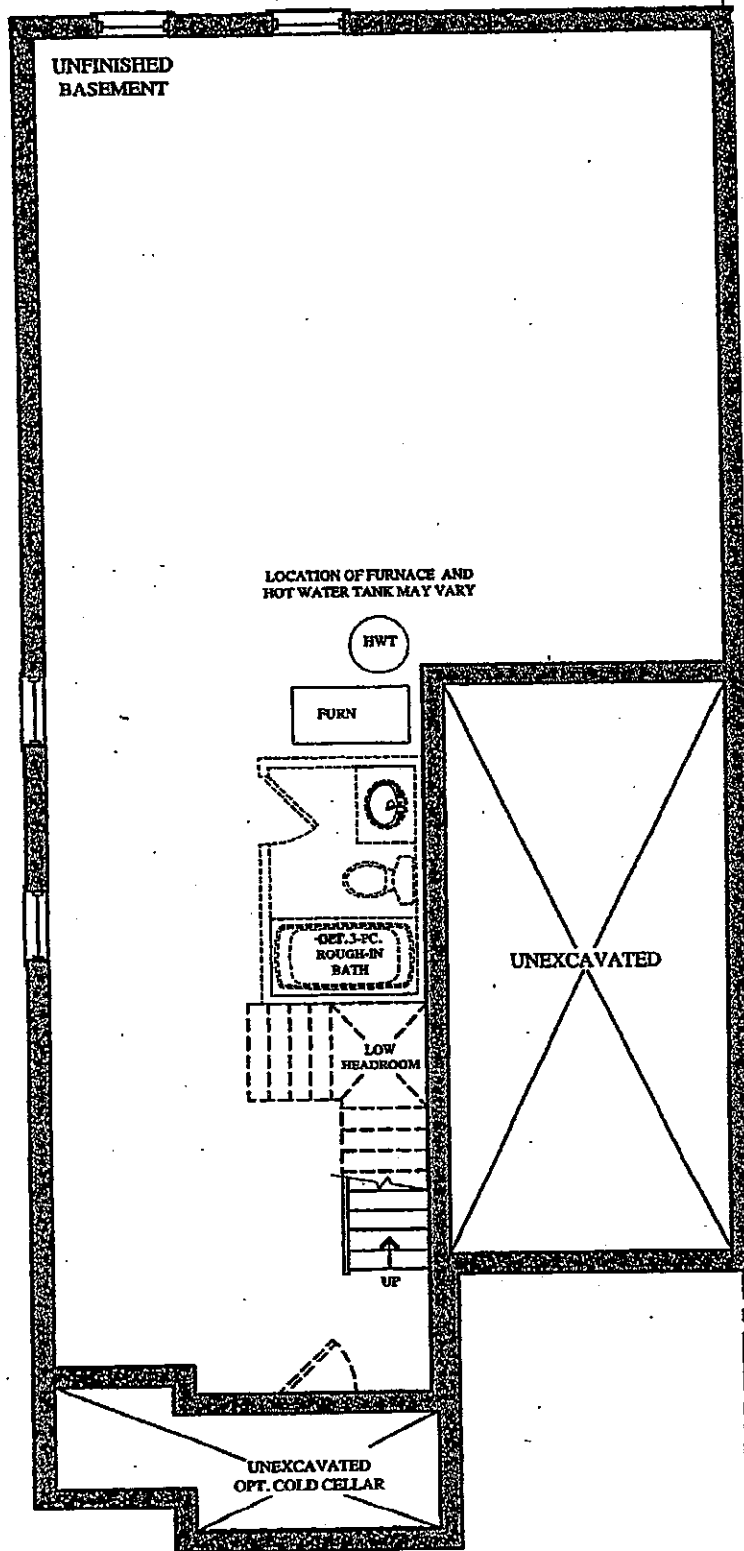 UNFINISHED
BASEMENT
LOCATION OF FURNACE AND
HOT WATER TANK MAY VARY
HWT
FURN
OPT. 3-PC.
ROUGH-IN
BATH
UNEXCAVATED
LOW
HEADROOM
UP
UNEXCAVATED
OPT. COLD CELLAR